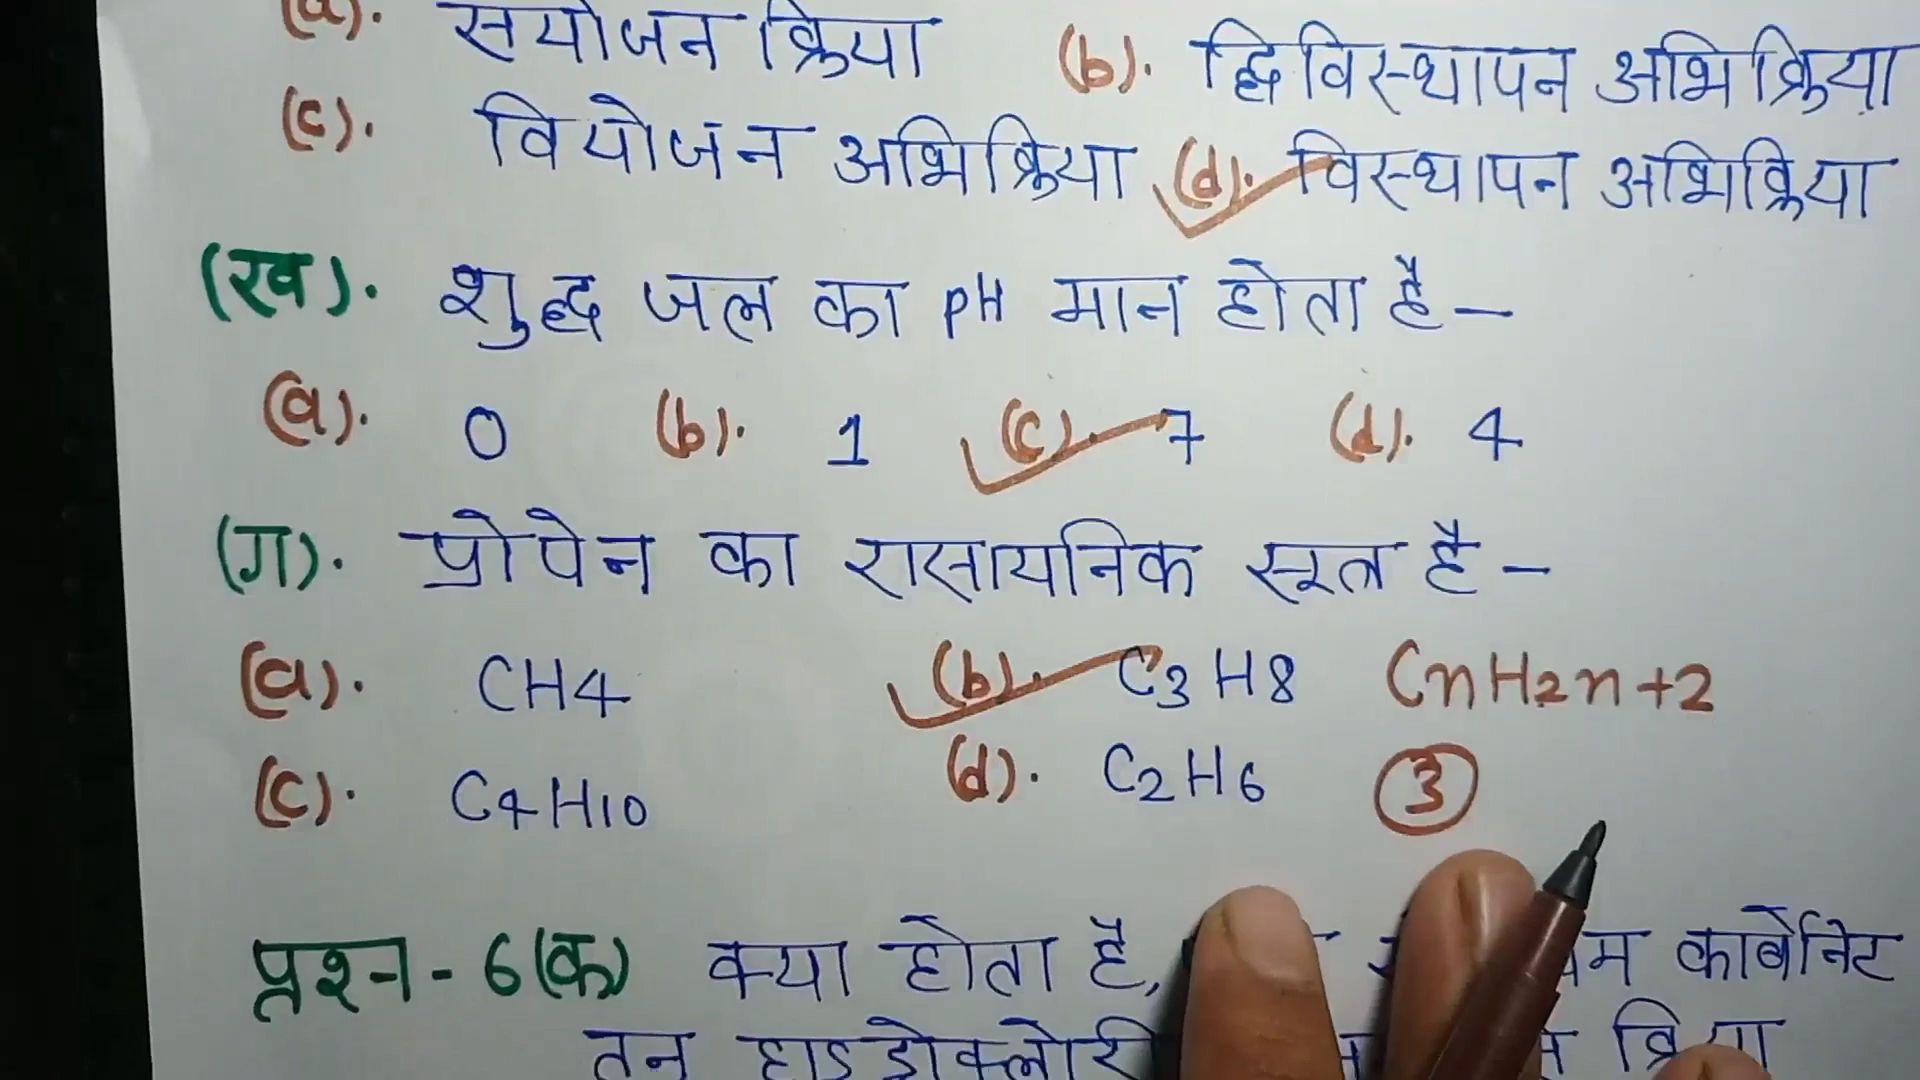 (a). संयोजन क्रिया (b). द्विविस्थापन अभिक्रिया
(c). वियोजन अभिक्रिया (d). विस्थापन अभिक्रिया
(ख). शुद्ध जल का pH मान होता है –
(a). 0 (b). 1 (c). 7 (d). 4
(ग). प्रोपेन का रासायनिक सूत्र है –
(a). CH4 (b). C3H8 CnH2n+2
(c). C4H10 (d). C2H6 3
प्रश्न - 6(क) क्या होता है, कार्बोनेट
तनु